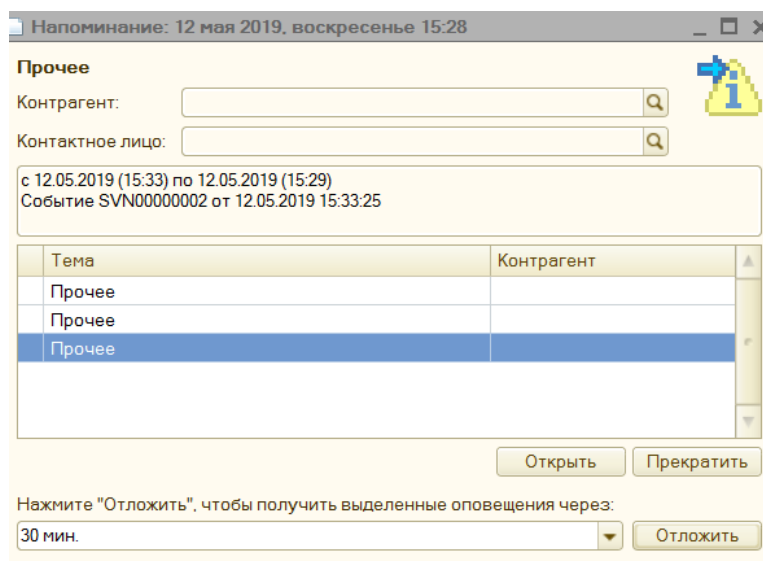 Напоминание: 12 мая 2019, воскресенье 15:28
Прочее
Контрагент:
Контактное лицо:
с 12.05.2019 (15:33) по 12.05.2019 (15:29)
Событие SVN00000002 от 12.05.2019 15:33:25
Тема Контрагент
Прочее
Прочее
Прочее
Открыть Прекратить
Нажмите "Отложить", чтобы получить выделенные оповещения через:
30 мин. Отложить